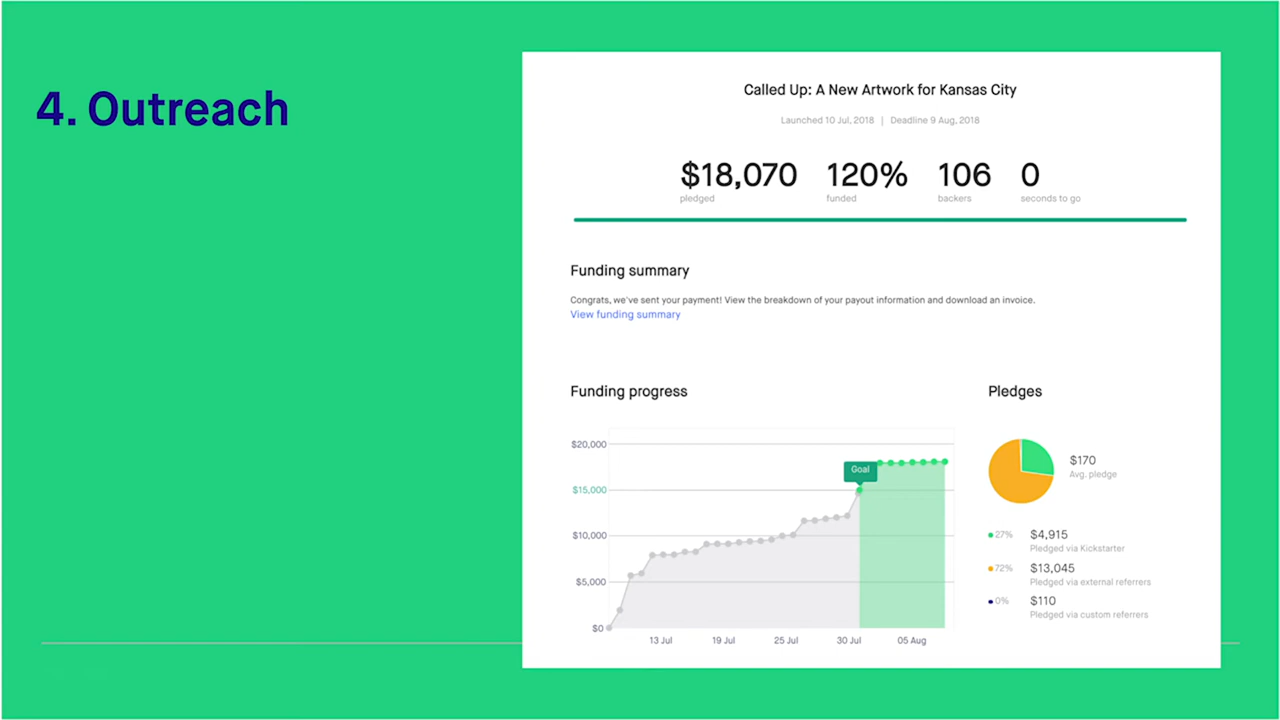 4. Outreach
Called Up: A New Artwork for Kansas City
Launched 10 Jul, 2018 | Deadline 9 Aug, 2018
$18,070 120% 106 0
pledged funded backers seconds to go
Funding summary
Congrats, we've sent your payment! View the breakdown of your payout information and download an invoice.
View funding summary
Funding progress
$20,000
$15,000
$10,000
$5,000
$0
Goal
13 Jul 19 Jul 25 Jul 30 Jul 05 Aug
Pledges
$170
Avg. pledge
27% $4,915
Pledged via Kickstarter
72% $13,045
Pledged via external referrers
0% $110
Pledged via custom referrers